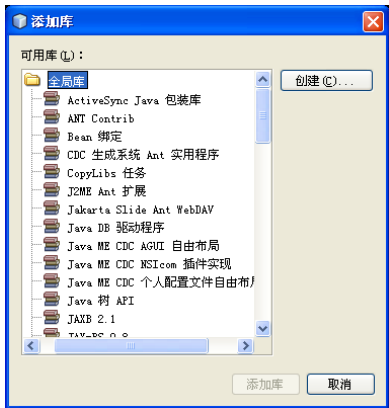 添加库
可用库(L):
全局库
创建(C)...
ActiveSync Java 包装库
ANT Contrib
Bean 绑定
CDC 生成系统 Ant 实用程序
CopyLibs 任务
J2ME Ant 扩展
Jakarta Slide Ant WebDAV
Java DB 驱动程序
Java ME CDC AGUI 自由布局
Java ME CDC NSIcom 插件实现
Java ME CDC 个人配置文件自由布
Java 树 API
JAXB 2.1
添加库
取消